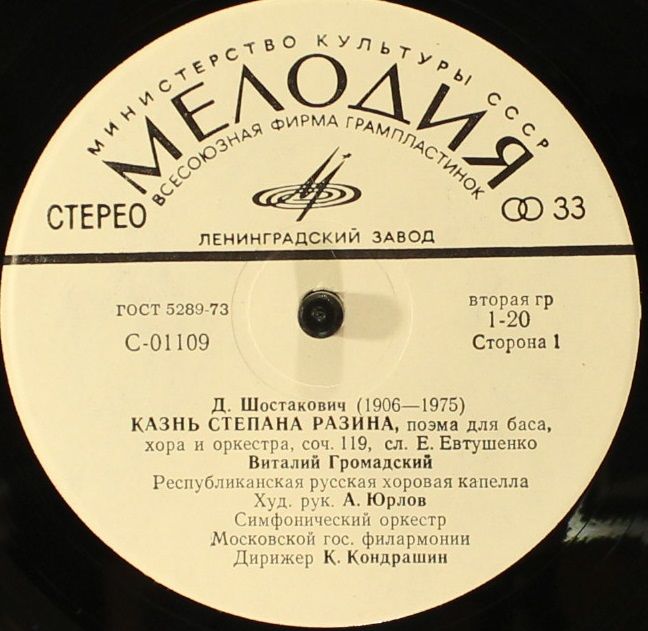 МИНИСТЕРСТВО КУЛЬТУРЫ СССР
МЕЛОДИЯ
ВСЕСОЮЗНАЯ ФИРМА ГРАМПЛАСТИНОК
СТЕРЕО
33
ЛЕНИНГРАДСКИЙ ЗАВОД
ГОСТ 5289-73
С-01109
вторая гр
1-20
Сторона 1
Д. Шостакович (1906—1975)
КАЗНЬ СТЕПАНА РАЗИНА, поэма для баса,
хора и оркестра, соч. 119, сл. Е. Евтушенко
Виталий Громадский
Республиканская русская хоровая капелла
Худ. рук. А. Юрлов
Симфонический оркестр
Московской гос. филармонии
Дирижер К. Кондрашин